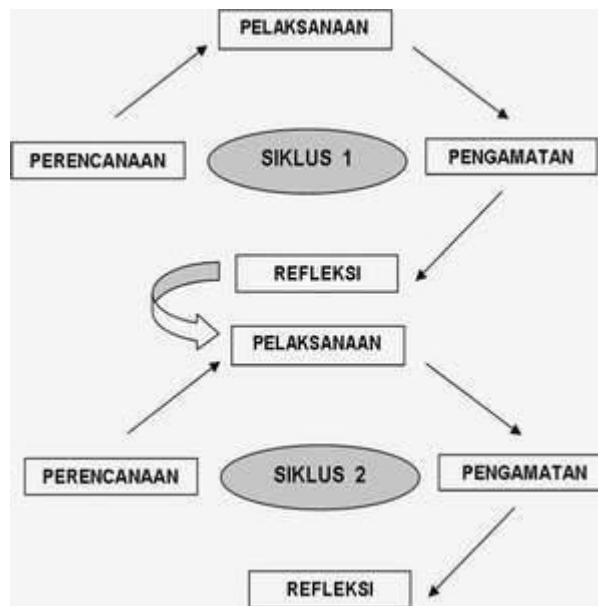 PELAKSANAAN
PERENCANAAN
SIKLUS 1
PENGAMATAN
REFLEKSI
PELAKSANAAN
PERENCANAAN
SIKLUS 2
PENGAMATAN
REFLEKSI